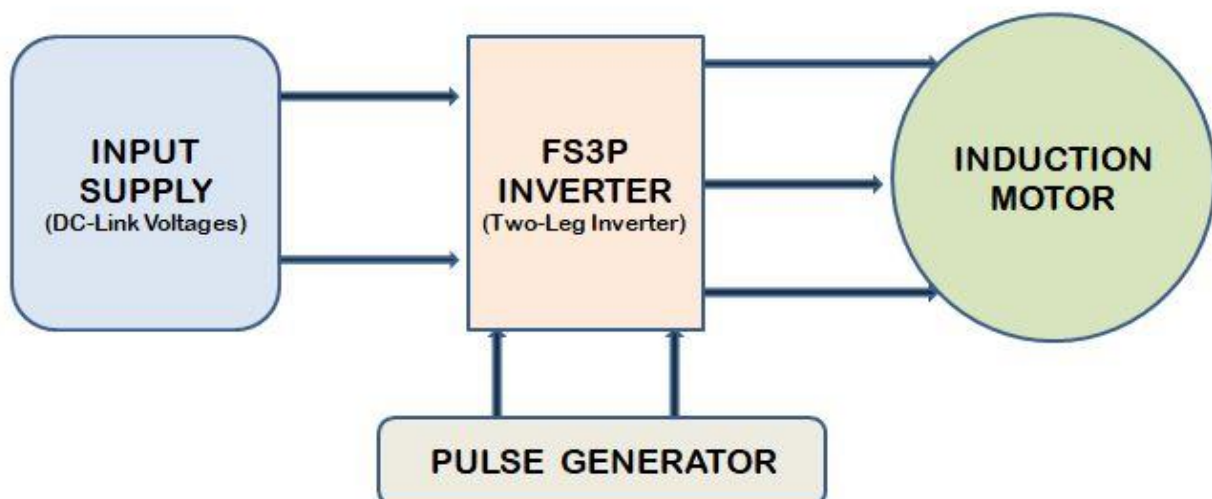 INPUT
SUPPLY
(DC-Link Voltages)
FS3P
INVERTER
(Two-Leg Inverter)
INDUCTION
MOTOR
PULSE GENERATOR